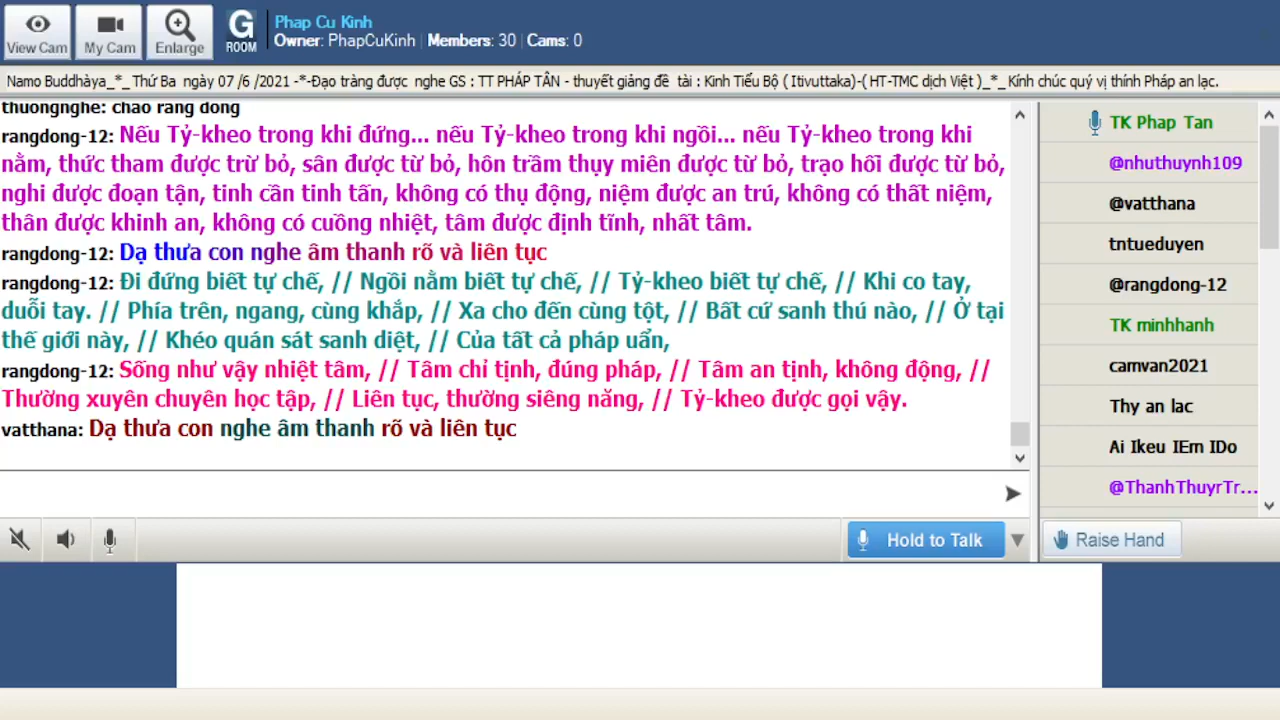 View Cam
My Cam
Enlarge
G
ROOM
Phap Cu Kinh
Owner: PhapCuKinh | Members: 30 | Cams: 0
Namo Buddhàya_*_ Thứ Ba ngày 07 /6 /2021 -*-Đạo tràng được nghe GS : TT PHÁP TÂN - thuyết giảng đề tài : Kinh Tiểu Bộ ( Itivuttaka)-( HT-TMC dịch Việt )_*_ Kính chúc quý vị thính Pháp an lạc.
thuongnghe: chao rang dong
rangdong-12: Nếu Tỷ-kheo trong khi đứng... nếu Tỷ-kheo trong khi ngồi... nếu Tỷ-kheo trong khi
nằm, thức tham được trừ bỏ, sân được từ bỏ, hôn trầm thụy miên được từ bỏ, trạo hối được từ bỏ,
nghi được đoạn tận, tinh cần tinh tấn, không có thụ động, niệm được an trú, không có thất niệm,
thân được khinh an, không có cuồng nhiệt, tâm được định tĩnh, nhất tâm.
rangdong-12: Dạ thưa con nghe âm thanh rõ và liên tục
rangdong-12: Đi đứng biết tự chế, // Ngồi nằm biết tự chế, // Tỷ-kheo biết tự chế, // Khi co tay,
duỗi tay. // Phía trên, ngang, cùng khắp, // Xa cho đến cùng tột, // Bất cứ sanh thú nào, // Ở tại
thế giới này, // Khéo quán sát sanh diệt, // Của tất cả pháp uẩn,
rangdong-12: Sống như vậy nhiệt tâm, // Tâm chỉ tịnh, đúng pháp, // Tâm an tịnh, không động, //
Thường xuyên chuyên học tập, // Liên tục, thường siêng năng, // Tỷ-kheo được gọi vậy.
vatthana: Dạ thưa con nghe âm thanh rõ và liên tục
TK Phap Tan
@nhuthuynh109
@vatthana
tntueduyen
@rangdong-12
TK minhhanh
camvan2021
Thy an lac
Ai Ikeu IEm IDo
@ThanhThuyrTr...
Hold to Talk
Raise Hand